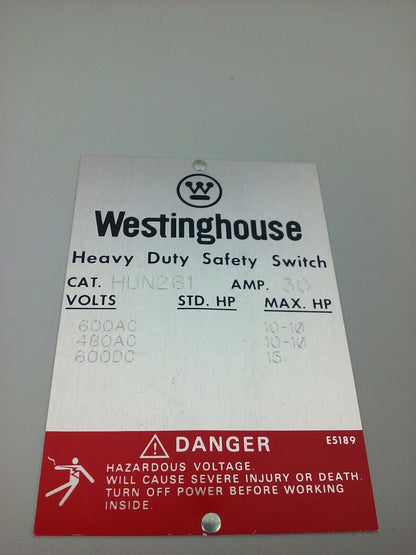 W
Westinghouse
Heavy Duty Safety Switch
CAT. HUN261 AMP. 30
VOLTS STD. HP MAX. HP
600AC 10-10
480AC 10-10
600DC 15
DANGER E5189
HAZARDOUS VOLTAGE.
WILL CAUSE SEVERE INJURY OR DEATH.
TURN OFF POWER BEFORE WORKING
INSIDE.